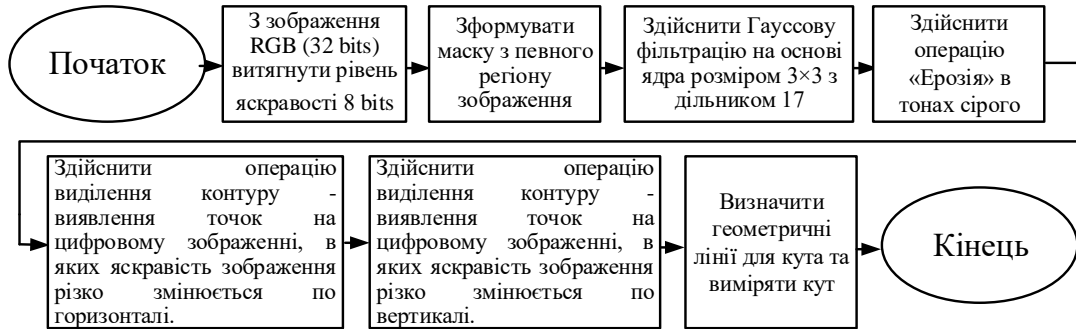 Початок
З зображення
RGB (32 bits)
витягнути рівень
яскравості 8 bits
Зформувати
маску з певного
регіону
зображення
Здійснити Гауссову
фільтрацію на основі
ядра розміром 3×3 з
дільником 17
Здійснити
операцію
«Ерозія» в
тонах сірого
Здійснити операцію
виділення контуру -
виявлення точок на
цифровому зображенні, в
яких яскравість зображення
різко змінюється по
горизонталі.
Здійснити операцію
виділення контуру -
виявлення точок на
цифровому зображенні, в
яких яскравість зображення
різко змінюється по
вертикалі.
Визначити
геометричні
лінії для кута та
виміряти кут
Кінець